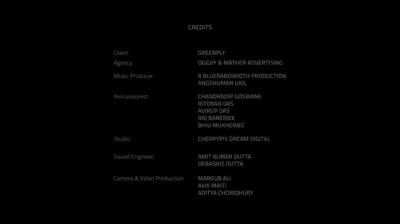 CREDITS
Client: GREENPLY
Agency: OGILVY & MATHER ADVERTISING
Music Producer: A BLUEBANDWIDTH PRODUCTION
ANGSHUMAN UKIL
Percussionist: CHANDRADIP GOSWAMI
RITOBAN DAS
AVIRUP DAS
RAJ BANERJEE
BIHU MUKHERJEE
Studio: CHERRYPIX DREAM DIGITAL
Sound Engineer: AMIT KUMAR DUTTA
DEBASHIS DUTTA
Camera & Video Production: MARGUB ALI
AVIK MAITI
ADITYA CHOWDHURY